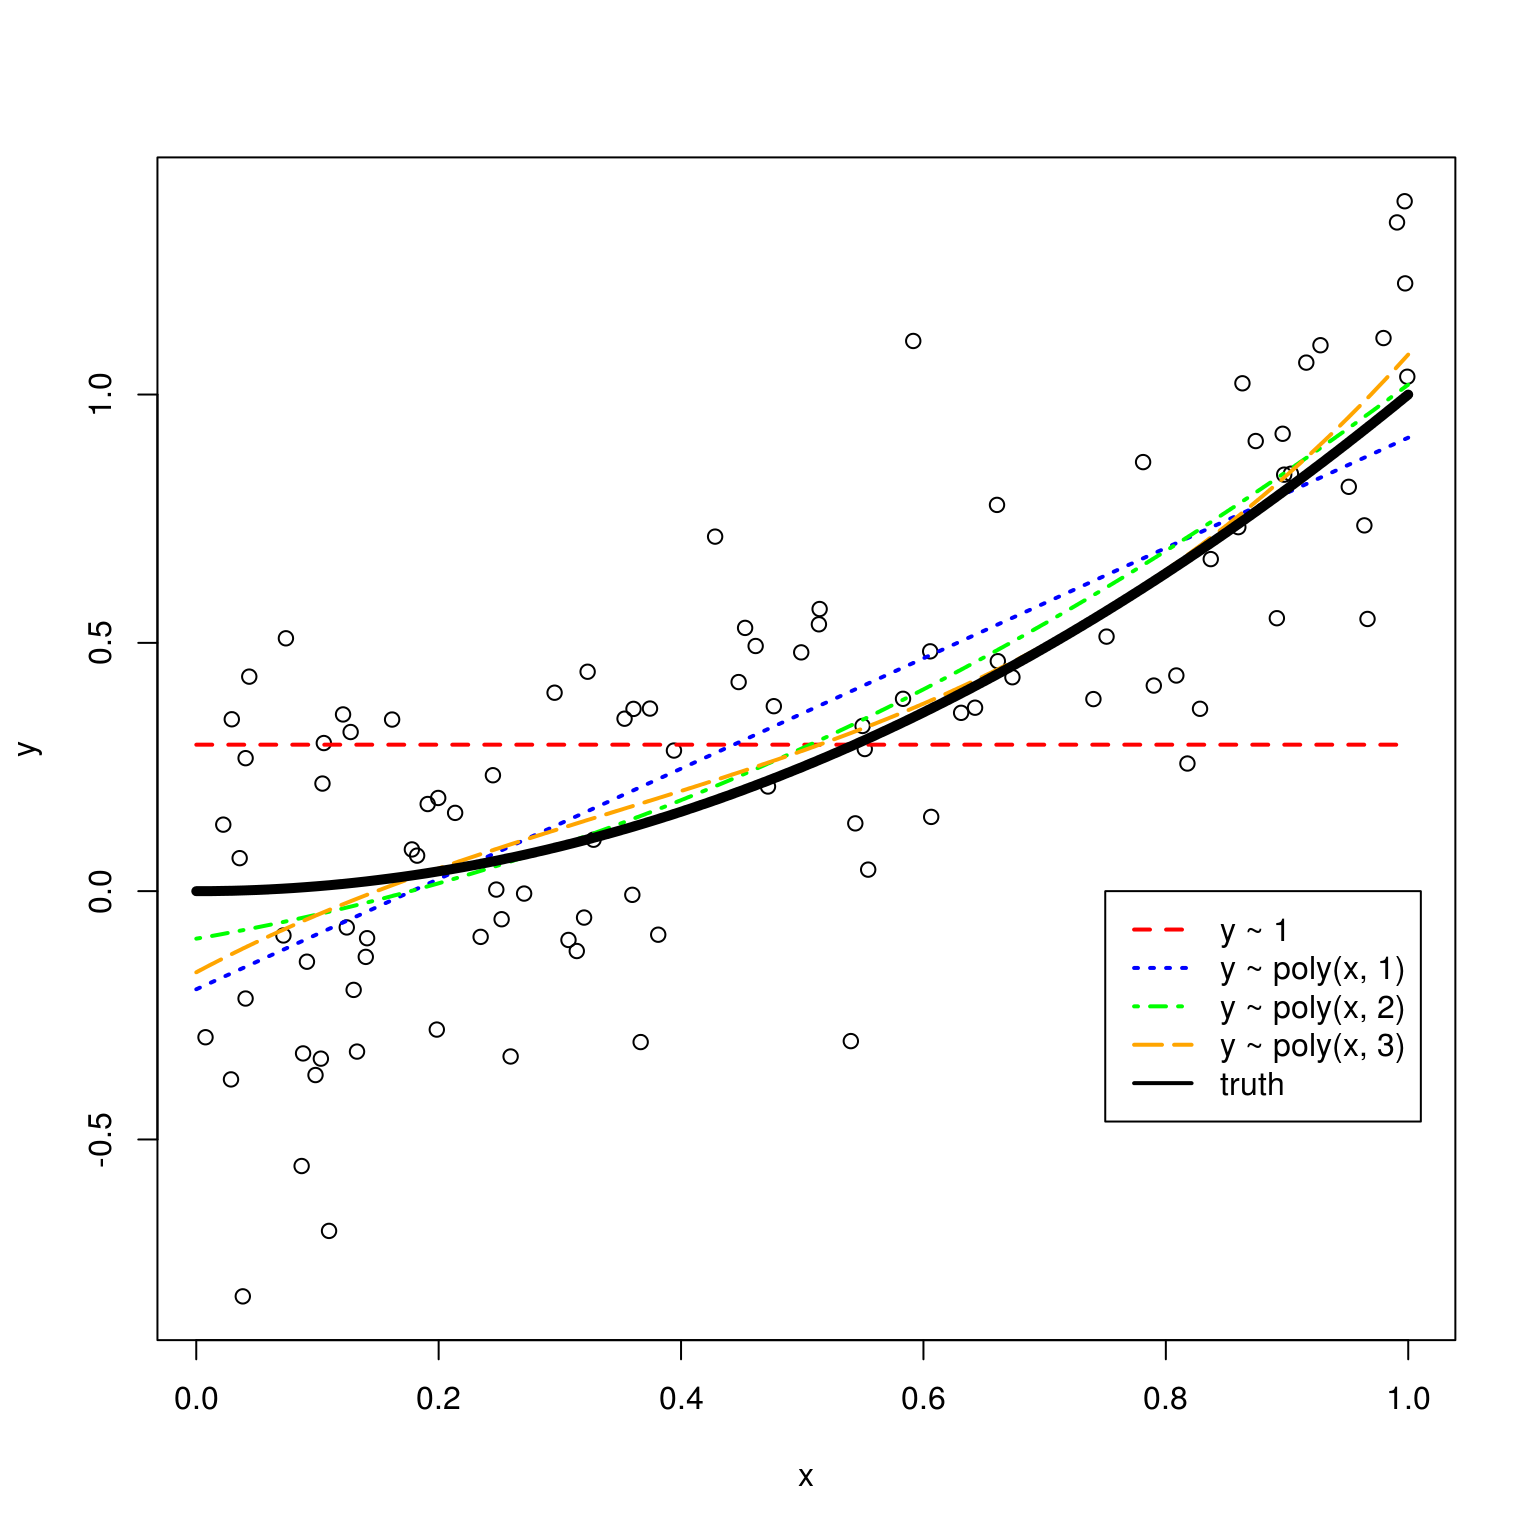 1.0
0.5
0.0
-0.5
y
y ~ 1
y ~ poly(x, 1)
y ~ poly(x, 2)
y ~ poly(x, 3)
truth
0.0 0.2 0.4 0.6 0.8 1.0
x